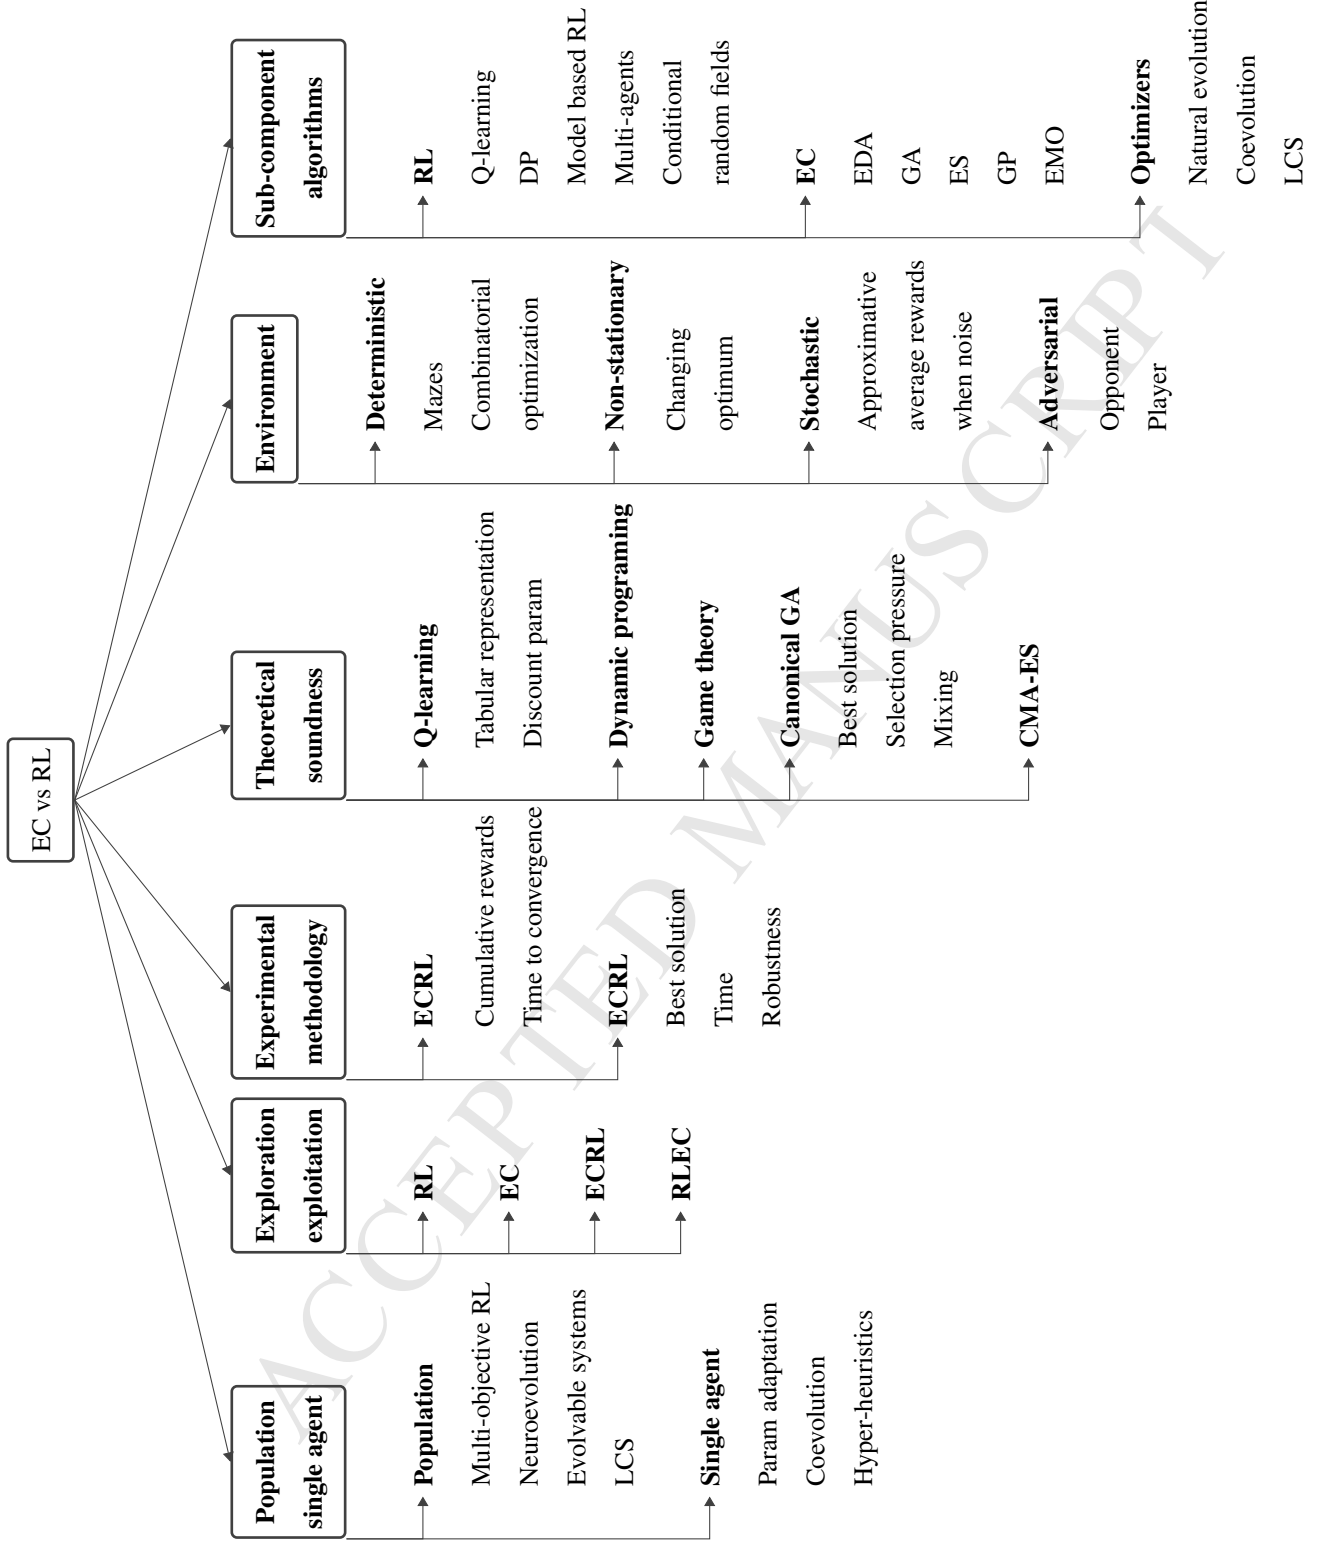 EC vs RL
Population
single agent
Population
Multi-objective RL
Neuroevolution
Evolvable systems
LCS
Single agent
Param adaptation
Coevolution
Hyper-heuristics
Exploration
exploitation
RL
EC
ECRL
RLEC
Experimental
methodology
ECRL
Cumulative rewards
Time to convergence
ECRL
Best solution
Time
Robustness
Theoretical
soundness
Q-learning
Tabular representation
Discount param
Dynamic programing
Game theory
Canonical GA
Best solution
Selection pressure
Mixing
CMA-ES
Environment
Deterministic
Mazes
Combinatorial
optimization
Non-stationary
Changing
optimum
Stochastic
Approximative
average rewards
when noise
Adversarial
Opponent
Player
Sub-component
algorithms
RL
Q-learning
DP
Model based RL
Multi-agents
Conditional
random fields
EC
EDA
GA
ES
GP
EMO
Optimizers
Natural evolution
Coevolution
LCS
ACCEPTED MANUSCRIPT